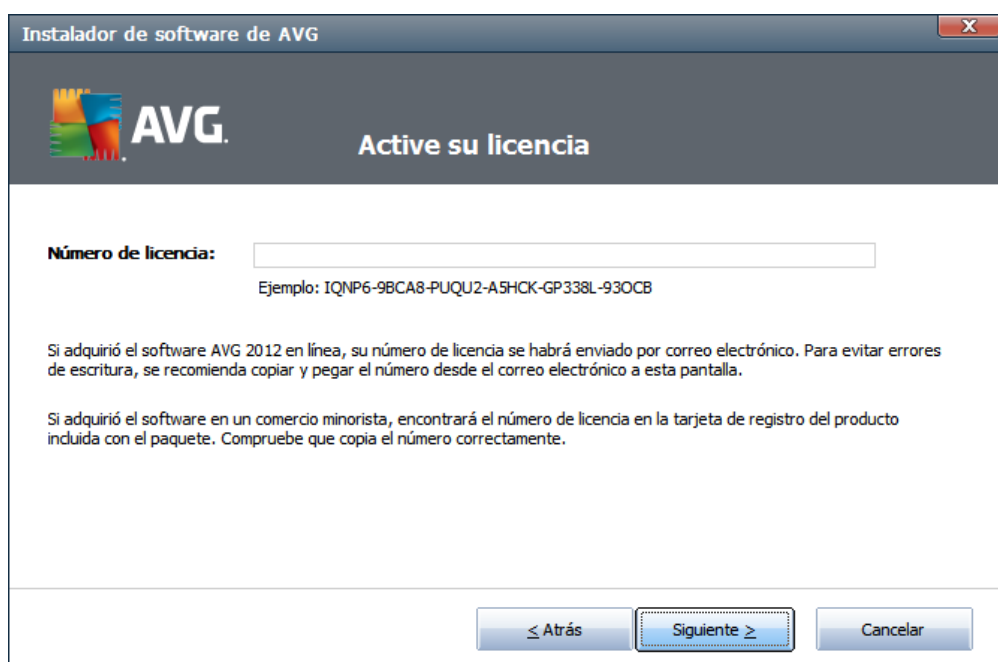 Instalador de software de AVG
X
AVG.
Active su licencia
Número de licencia:
Ejemplo: IQNP6-9BCA8-PUQU2-A5HCK-GP338L-93OCB
Si adquirió el software AVG 2012 en línea, su número de licencia se habrá enviado por correo electrónico. Para evitar errores
de escritura, se recomienda copiar y pegar el número desde el correo electrónico a esta pantalla.
Si adquirió el software en un comercio minorista, encontrará el número de licencia en la tarjeta de registro del producto
incluida con el paquete. Compruebe que copia el número correctamente.
< Atrás
Siguiente >
Cancelar